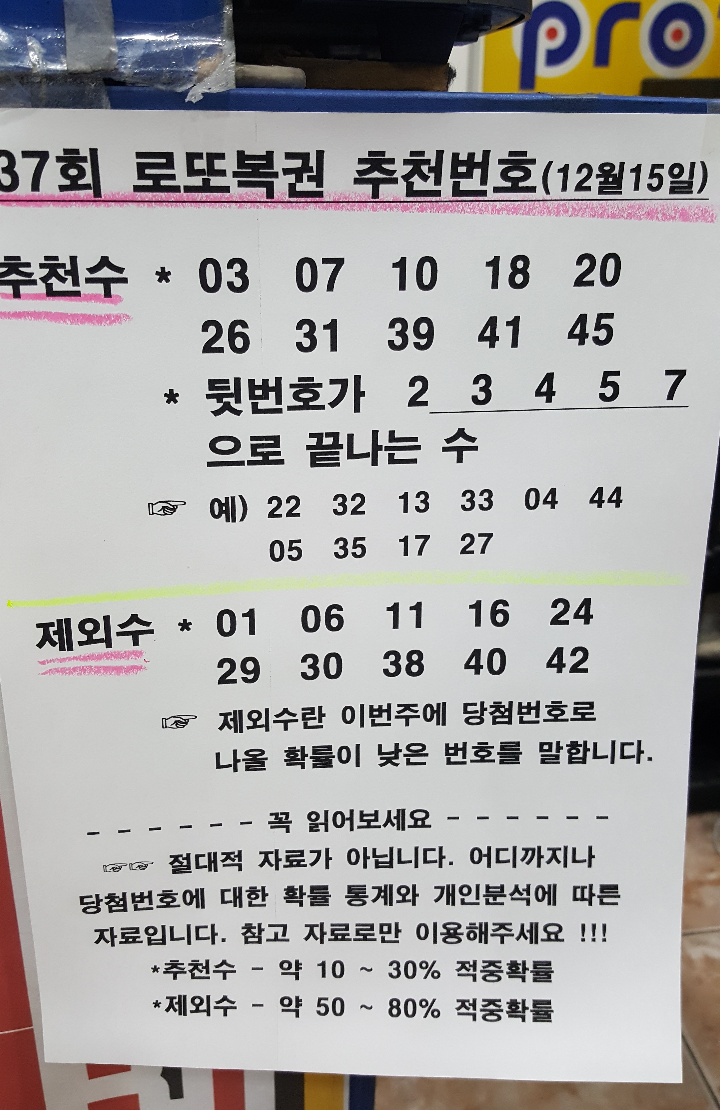 pro
37회 로또복권 추천번호(12월15일)
추천수 * 03 07 10 18 20
26 31 39 41 45
* 뒷번호가 2 3 4 5 7
으로 끝나는 수
☞ 예) 22 32 13 33 04 44
05 35 17 27
제외수 * 01 06 11 16 24
29 30 38 40 42
☞ 제외수란 이번주에 당첨번호로
나올 확률이 낮은 번호를 말합니다.
- - - - - - 꼭 읽어보세요 - - - - - -
☞☞ 절대적 자료가 아닙니다. 어디까지나
당첨번호에 대한 확률 통계와 개인분석에 따른
자료입니다. 참고 자료로만 이용해주세요 !!!
*추천수 - 약 10 ~ 30% 적중확률
*제외수 - 약 50 ~ 80% 적중확률